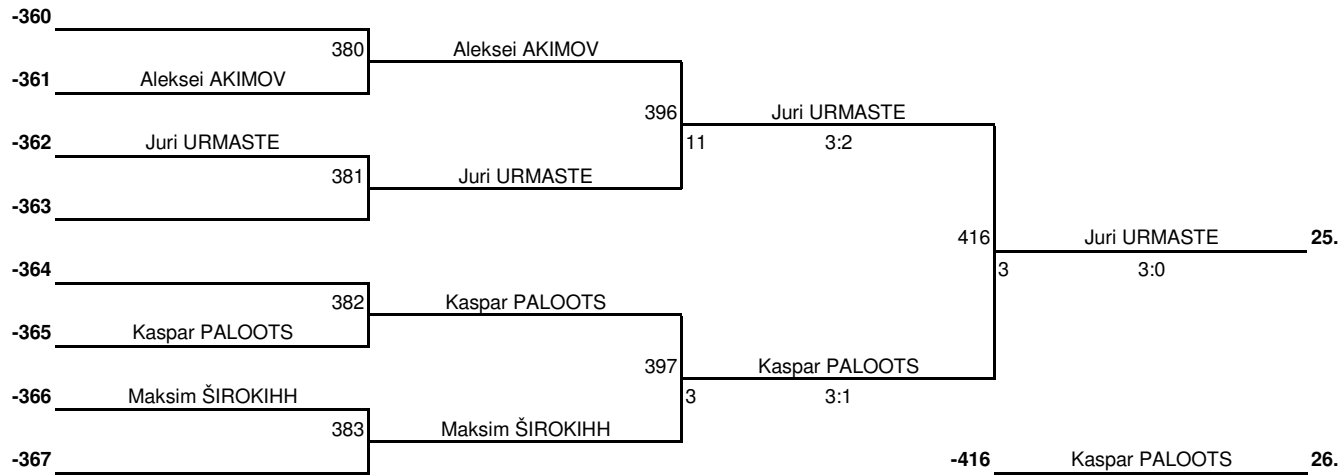 -360
380 Aleksei AKIMOV
-361 Aleksei AKIMOV
396 Juri URMASTE
-362 Juri URMASTE
11 3:2
381 Juri URMASTE
-363
416 Juri URMASTE 25.
-364
3 3:0
382 Kaspar PALOOTS
-365 Kaspar PALOOTS
397 Kaspar PALOOTS
-366 Maksim ŠIROKIHH
3 3:1
383 Maksim ŠIROKIHH
-367
-416 Kaspar PALOOTS 26.